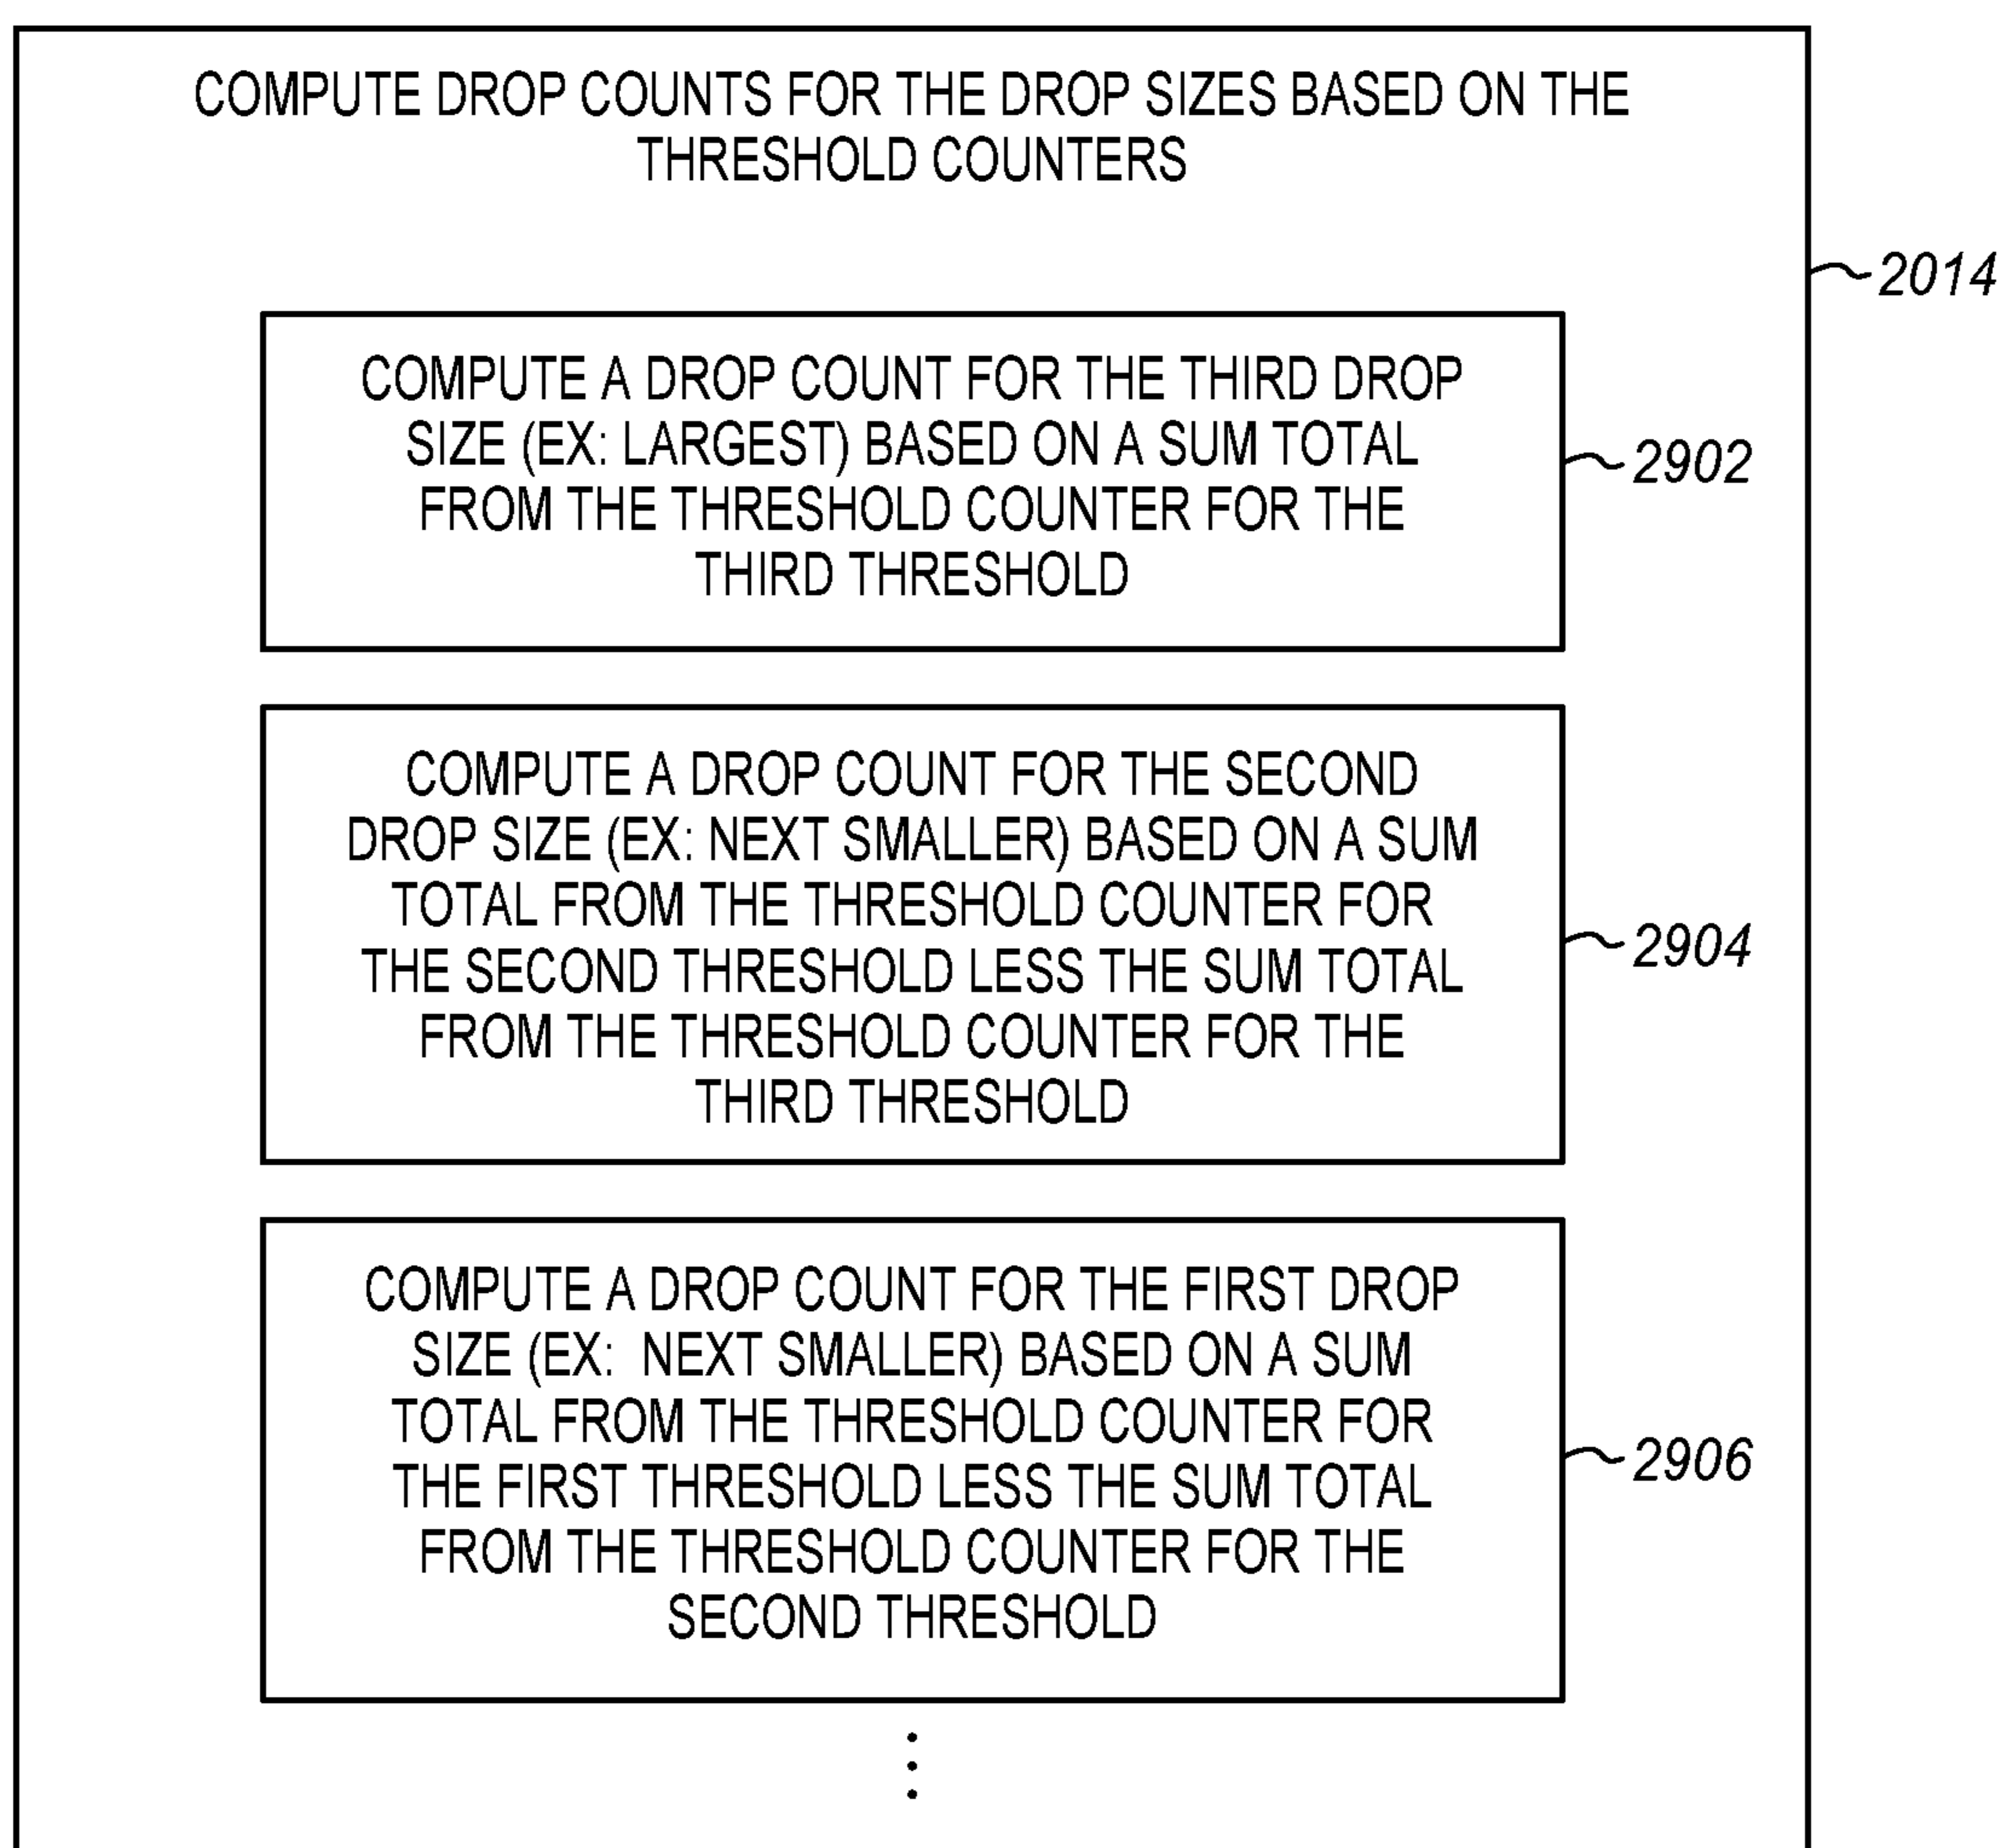 COMPUTE DROP COUNTS FOR THE DROP SIZES BASED ON THE
THRESHOLD COUNTERS
2014
COMPUTE A DROP COUNT FOR THE THIRD DROP
SIZE (EX: LARGEST) BASED ON A SUM TOTAL
FROM THE THRESHOLD COUNTER FOR THE
THIRD THRESHOLD
2902
COMPUTE A DROP COUNT FOR THE SECOND
DROP SIZE (EX: NEXT SMALLER) BASED ON A SUM
TOTAL FROM THE THRESHOLD COUNTER FOR
THE SECOND THRESHOLD LESS THE SUM TOTAL
FROM THE THRESHOLD COUNTER FOR THE
THIRD THRESHOLD
2904
COMPUTE A DROP COUNT FOR THE FIRST DROP
SIZE (EX: NEXT SMALLER) BASED ON A SUM
TOTAL FROM THE THRESHOLD COUNTER FOR
THE FIRST THRESHOLD LESS THE SUM TOTAL
FROM THE THRESHOLD COUNTER FOR THE
SECOND THRESHOLD
2906